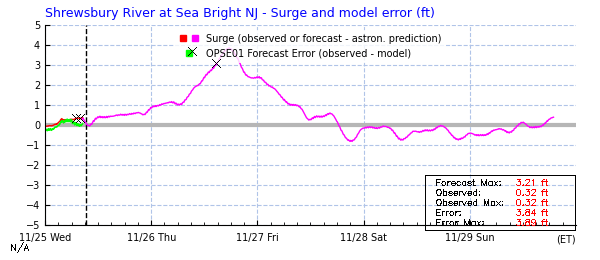 Shrewsbury River at Sea Bright NJ - Surge and model error (ft)
Surge (observed or forecast - astron. prediction)
OPSE01 Forecast Error (observed - model)
5
4
3
2
1
0
−1
−2
−3
−4
−5
Forecast Max: 3.21 ft
Observed: 0.32 ft
Observed Max: 0.32 ft
Error: 3.84 ft
Error Max: 3.89 ft
11/25 Wed 11/26 Thu 11/27 Fri 11/28 Sat 11/29 Sun (ET)
N/A